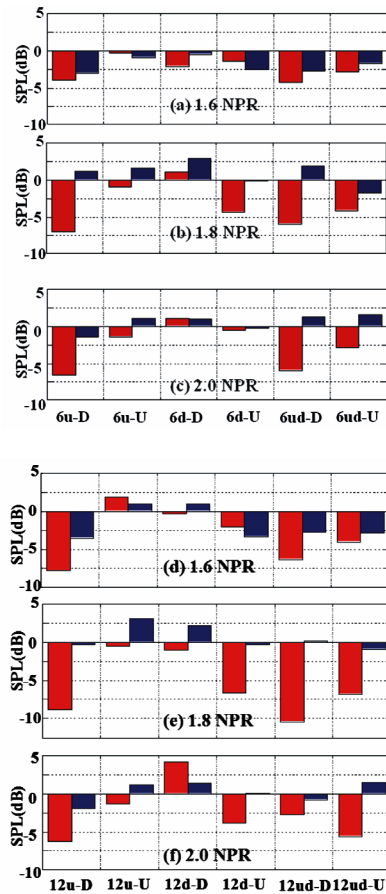 5
0
-5
-10
SPL(dB)
(a) 1.6 NPR
5
0
-5
-10
SPL(dB)
(b) 1.8 NPR
5
0
-5
-10
SPL(dB)
(c) 2.0 NPR
6u-D 6u-U 6d-D 6d-U 6ud-D 6ud-U
5
0
-5
-10
SPL(dB)
(d) 1.6 NPR
5
0
-5
-10
SPL(dB)
(e) 1.8 NPR
5
0
-5
-10
SPL(dB)
(f) 2.0 NPR
12u-D 12u-U 12d-D 12d-U 12ud-D 12ud-U